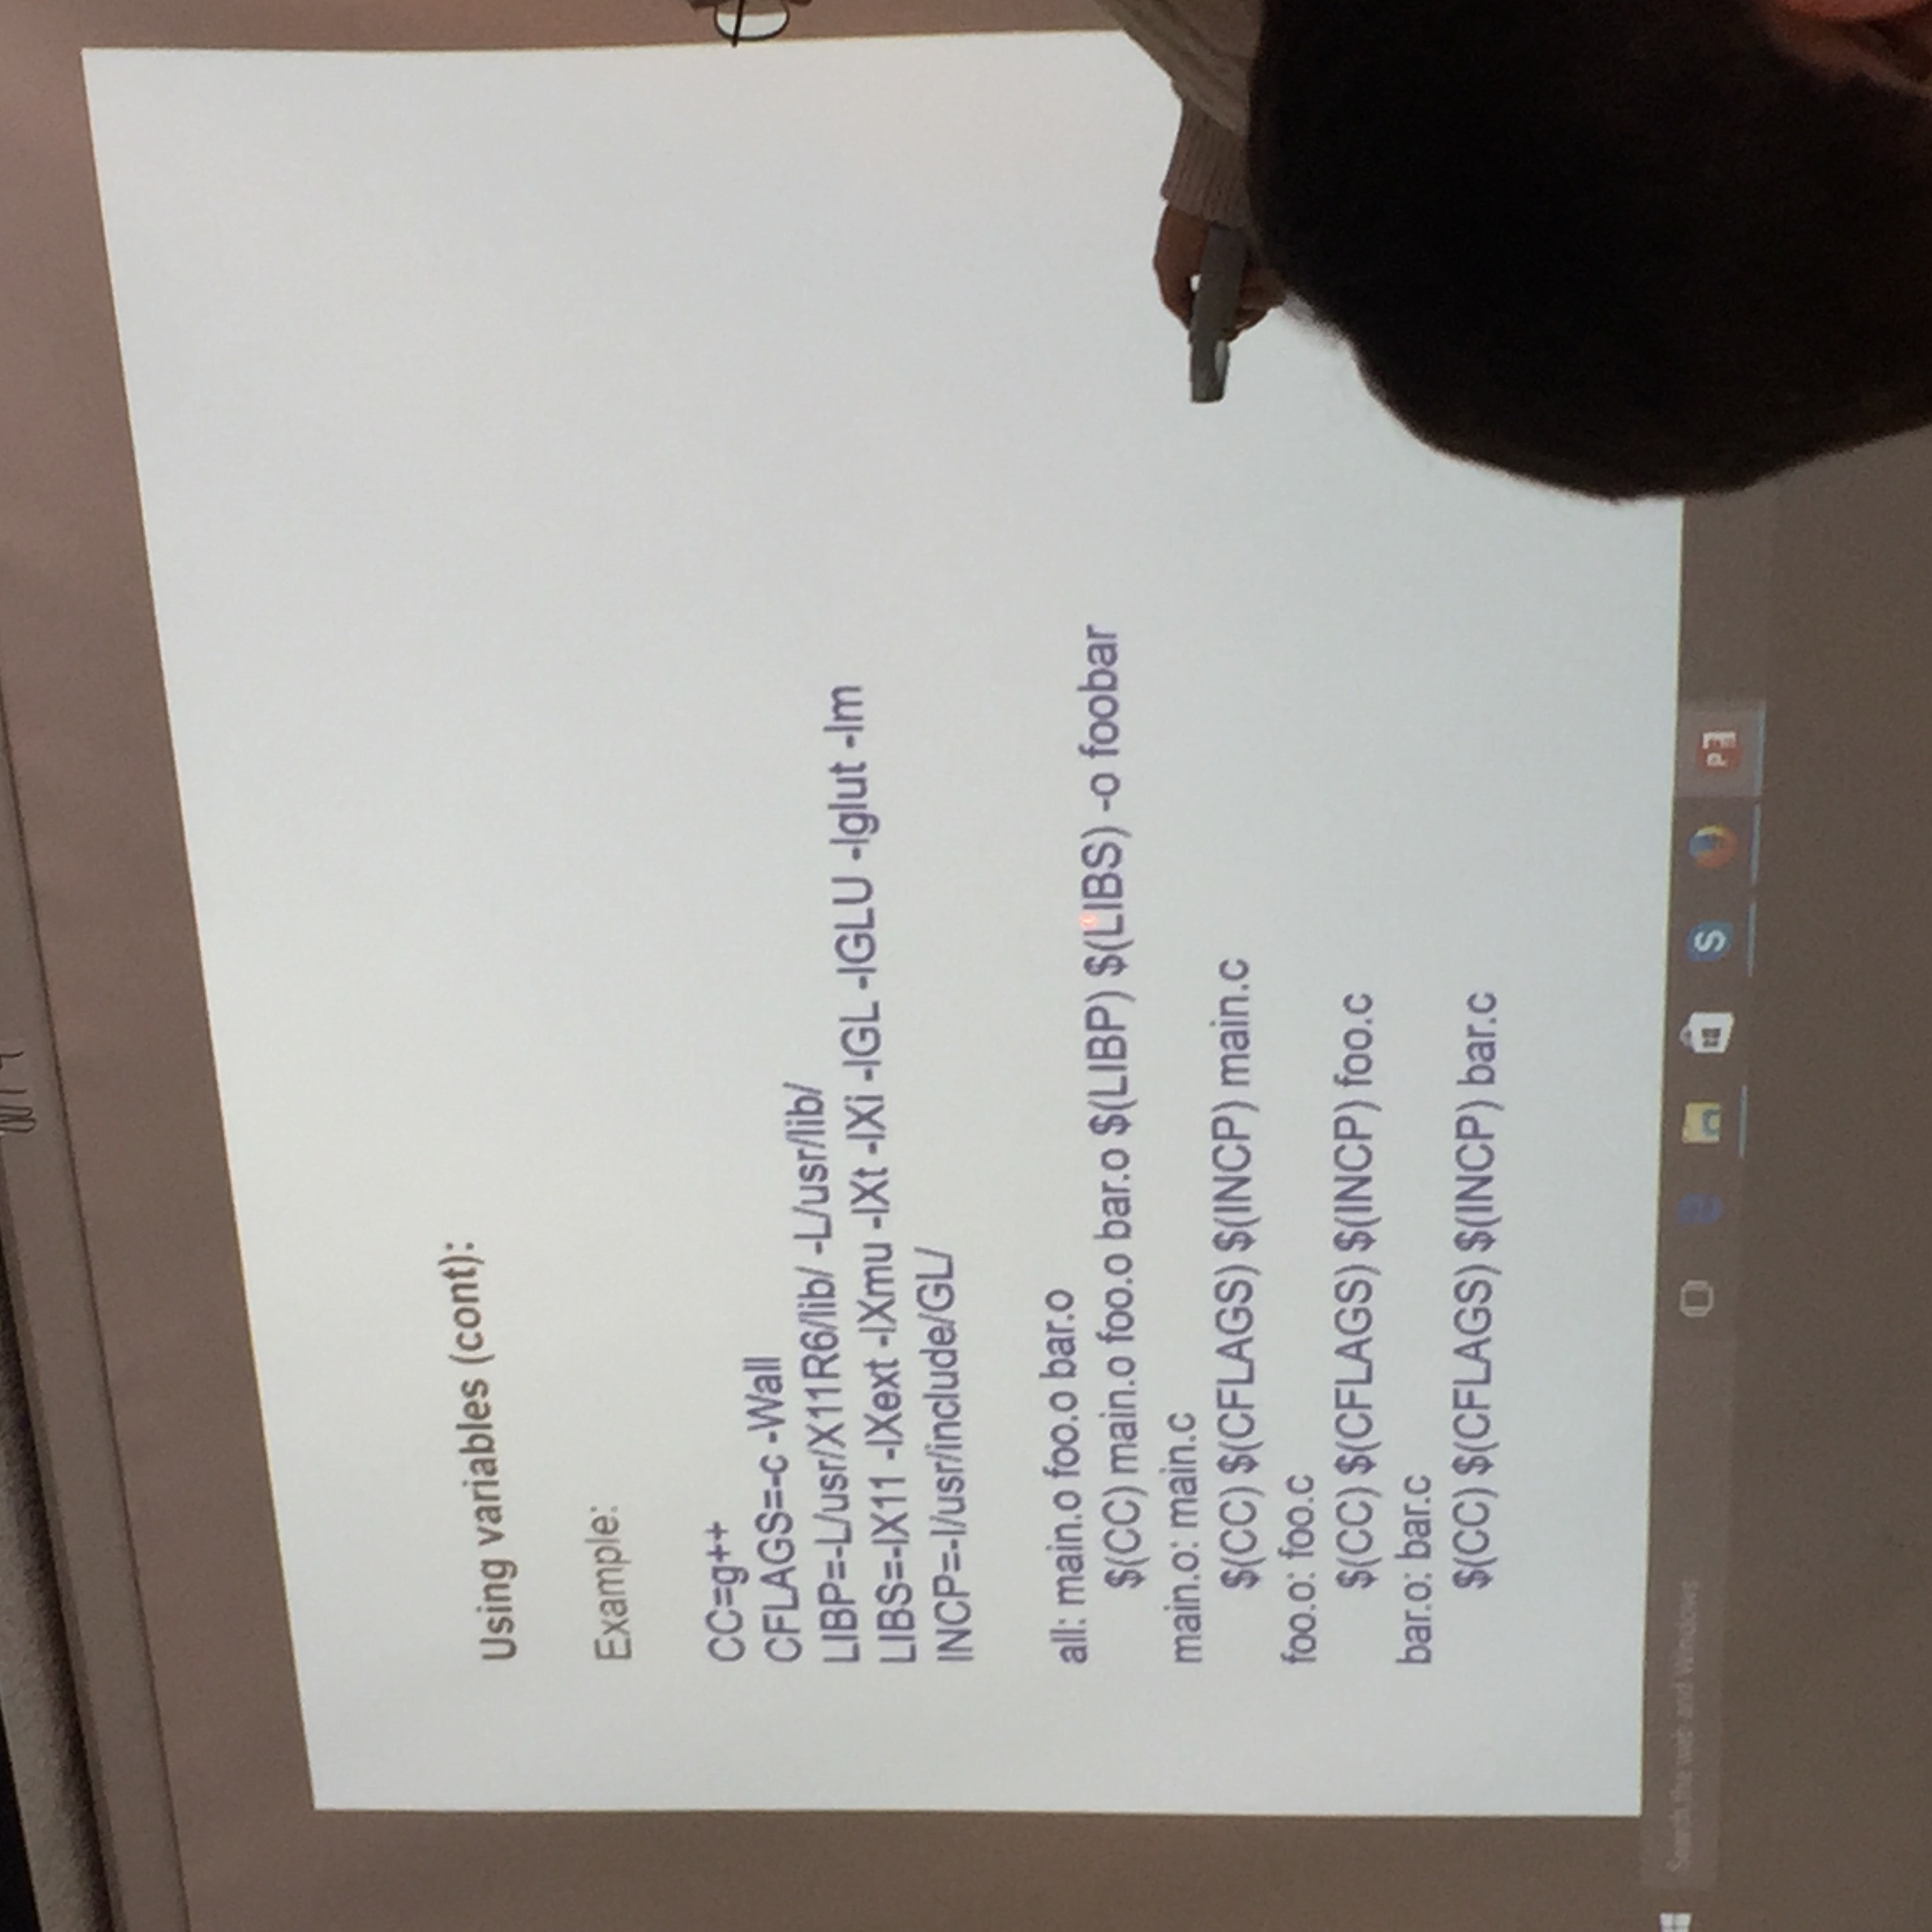 Using variables (cont):
Example:
CC=g++
CFLAGS=-c -Wall
LIBP=-L/usr/X11R6/lib/ -L/usr/lib/
LIBS=-lX11 -lXext -lXmu -lXt -lXi -lGL -lGLU -lglut -lm
INCP=-I/usr/include/GL/
all: main.o foo.o bar.o
$(CC) main.o foo.o bar.o $(LIBP) $(LIBS) -o foobar
main.o: main.c
$(CC) $(CFLAGS) $(INCP) main.c
foo.o: foo.c
$(CC) $(CFLAGS) $(INCP) foo.c
bar.o: bar.c
$(CC) $(CFLAGS) $(INCP) bar.c
Search the web and Windows